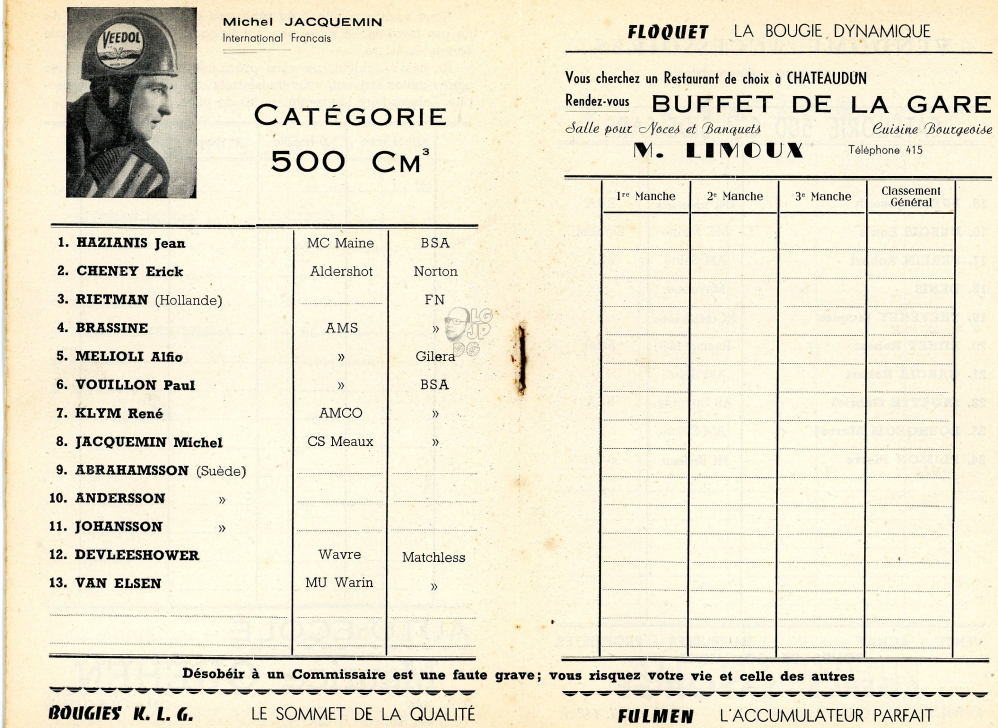 VEEDOL
Michel JACQUEMIN
International Français
CATÉGORIE
500 CM³
1. HAZIANIS Jean MC Maine BSA
2. CHENEY Erick Aldershot Norton
3. RIETMAN (Hollande) FN
4. BRASSINE AMS »
5. MELIOLI Alfio » Gilera
6. VOUILLON Paul » BSA
7. KLYM René AMCO »
8. JACQUEMIN Michel CS Meaux »
9. ABRAHAMSSON (Suède)
10. ANDERSSON »
11. JOHANSSON »
12. DEVLEESHOWER Wavre Matchless
13. VAN ELSEN MU Warin »
LG
JP
DG
FLOQUET LA BOUGIE DYNAMIQUE
Vous cherchez un Restaurant de choix à CHATEAUDUN
Rendez-vous BUFFET DE LA GARE
Salle pour Noces et Banquets Cuisine Bourgeoise
M. LIMOUX Téléphone 415
1re Manche 2e Manche 3e Manche Classement
Général
Désobéir à un Commissaire est une faute grave; vous risquez votre vie et celle des autres
BOUGIES K. L. G. LE SOMMET DE LA QUALITÉ
FULMEN L'ACCUMULATEUR PARFAIT